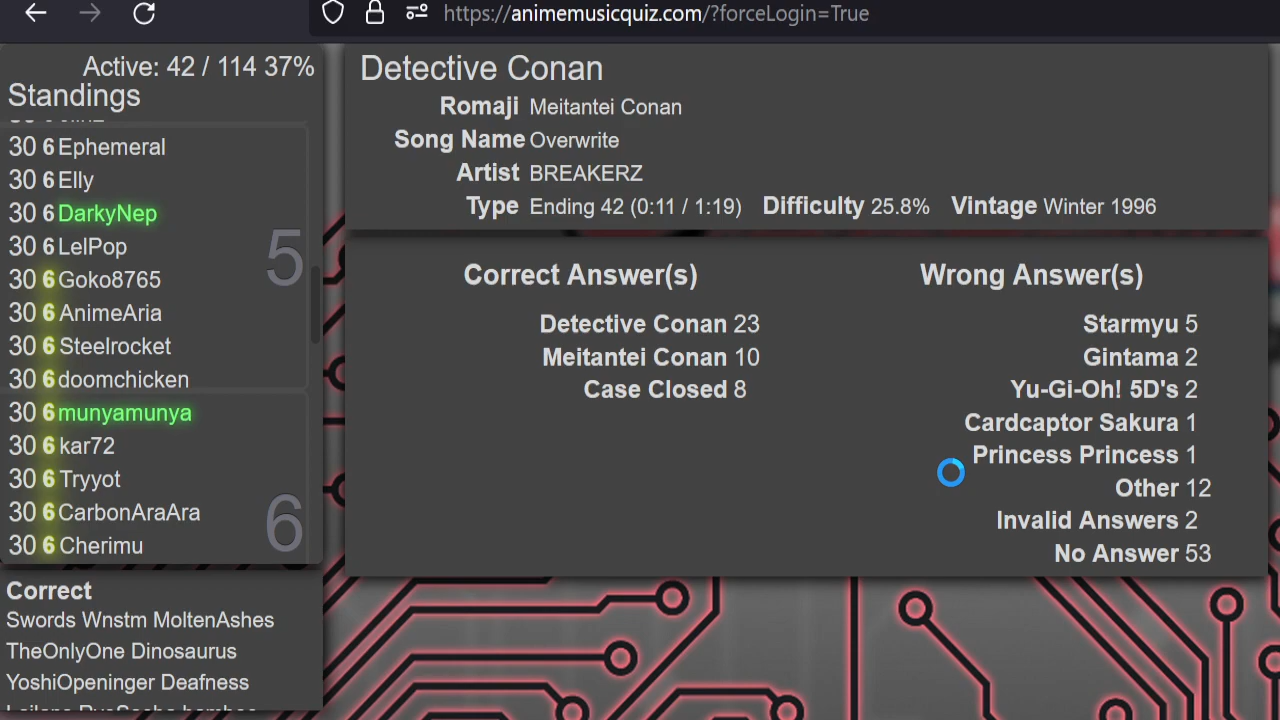 https://animemusicquiz.com/?forceLogin=True
Active: 42 / 114 37%
Standings
30 6 Ephemeral
30 6 Elly
30 6 DarkyNep
30 6 LelPop
5
30 6 Goko8765
30 6 AnimeAria
30 6 Steelrocket
30 6 doomchicken
30 6 munyamunya
30 6 kar72
30 6 Tryyot
30 6 CarbonAraAra
6
30 6 Cherimu
Correct
Swords Wnstm MoltenAshes
TheOnlyOne Dinosaurus
YoshiOpeninger Deafness
Detective Conan
Romaji Meitantei Conan
Song Name Overwrite
Artist BREAKERZ
Type Ending 42 (0:11 / 1:19) Difficulty 25.8% Vintage Winter 1996
Correct Answer(s)
Detective Conan 23
Meitantei Conan 10
Case Closed 8
Wrong Answer(s)
Starmyu 5
Gintama 2
Yu-Gi-Oh! 5D's 2
Cardcaptor Sakura 1
Princess Princess 1
Other 12
Invalid Answers 2
No Answer 53